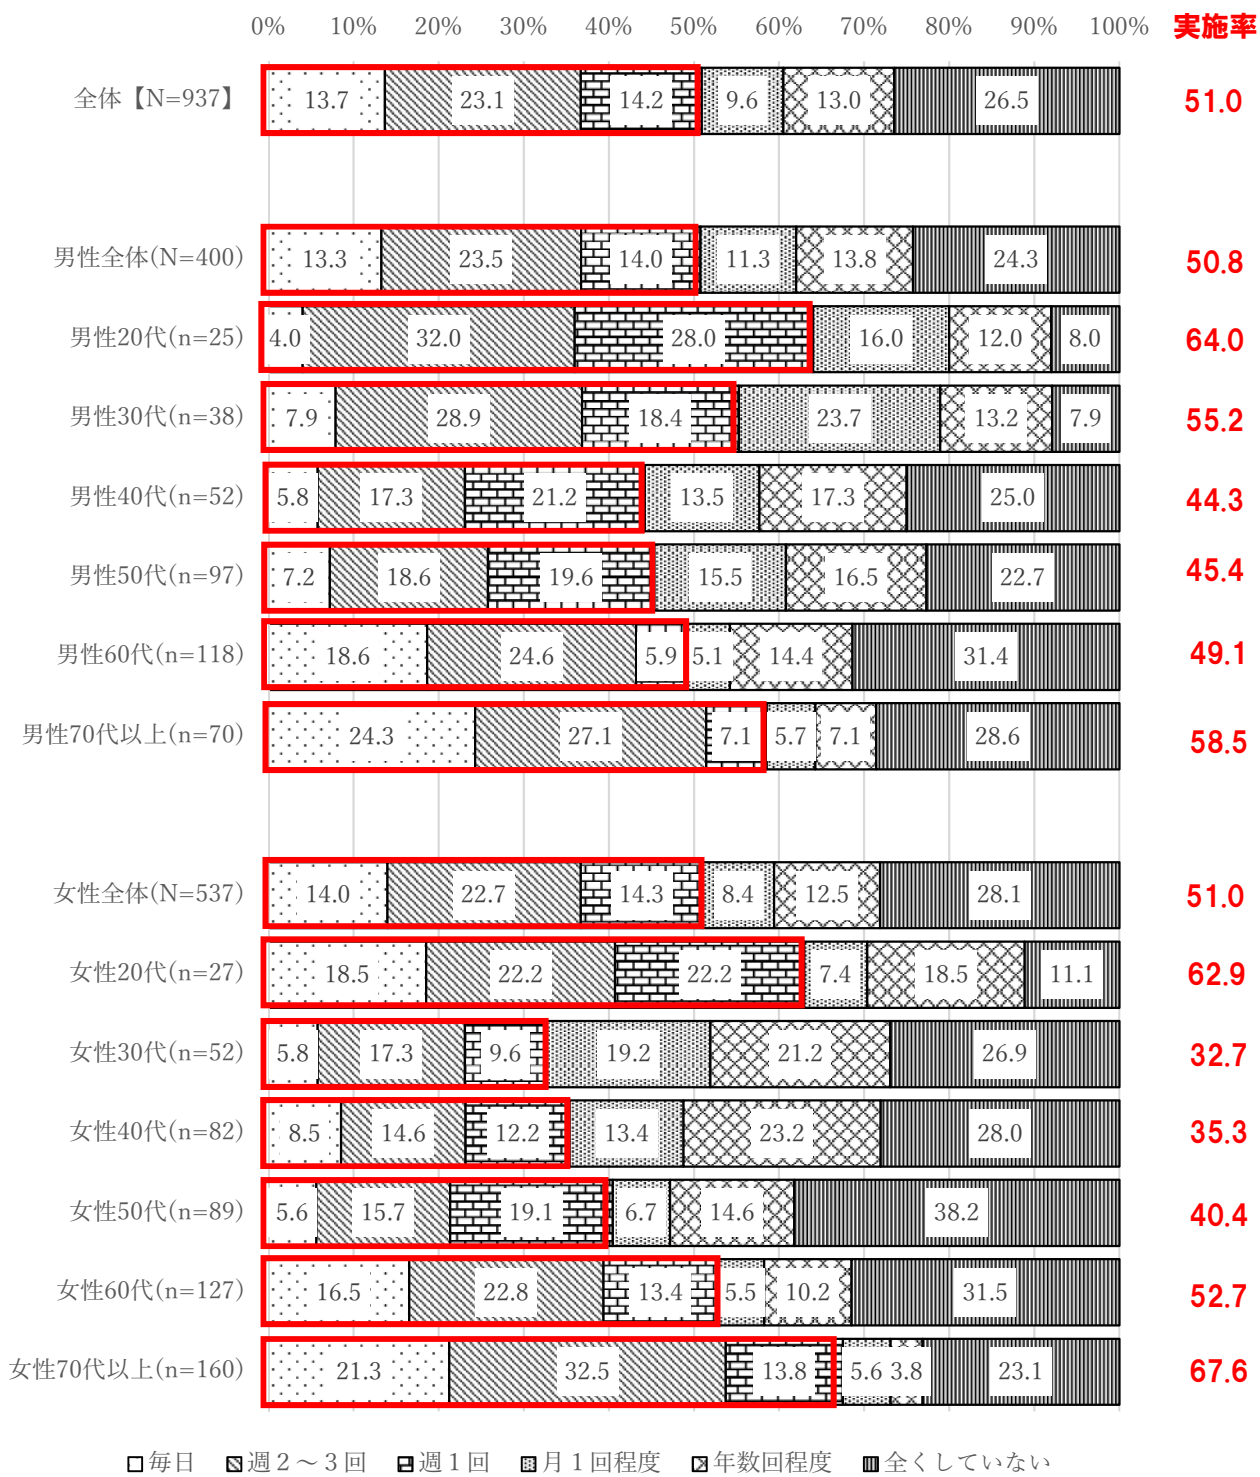 0% 10% 20% 30% 40% 50% 60% 70% 80% 90% 100% 実施率
全体【N=937】 13.7 23.1 14.2 9.6 13.0 26.5 51.0
男性全体(N=400) 13.3 23.5 14.0 11.3 13.8 24.3 50.8
男性20代(n=25) 4.0 32.0 28.0 16.0 12.0 8.0 64.0
男性30代(n=38) 7.9 28.9 18.4 23.7 13.2 7.9 55.2
男性40代(n=52) 5.8 17.3 21.2 13.5 17.3 25.0 44.3
男性50代(n=97) 7.2 18.6 19.6 15.5 16.5 22.7 45.4
男性60代(n=118) 18.6 24.6 5.9 5.1 14.4 31.4 49.1
男性70代以上(n=70) 24.3 27.1 7.1 5.7 7.1 28.6 58.5
女性全体(N=537) 14.0 22.7 14.3 8.4 12.5 28.1 51.0
女性20代(n=27) 18.5 22.2 22.2 7.4 18.5 11.1 62.9
女性30代(n=52) 5.8 17.3 9.6 19.2 21.2 26.9 32.7
女性40代(n=82) 8.5 14.6 12.2 13.4 23.2 28.0 35.3
女性50代(n=89) 5.6 15.7 19.1 6.7 14.6 38.2 40.4
女性60代(n=127) 16.5 22.8 13.4 5.5 10.2 31.5 52.7
女性70代以上(n=160) 21.3 32.5 13.8 5.6 3.8 23.1 67.6
毎日 週２～３回 週１回 月１回程度 年数回程度 全くしていない